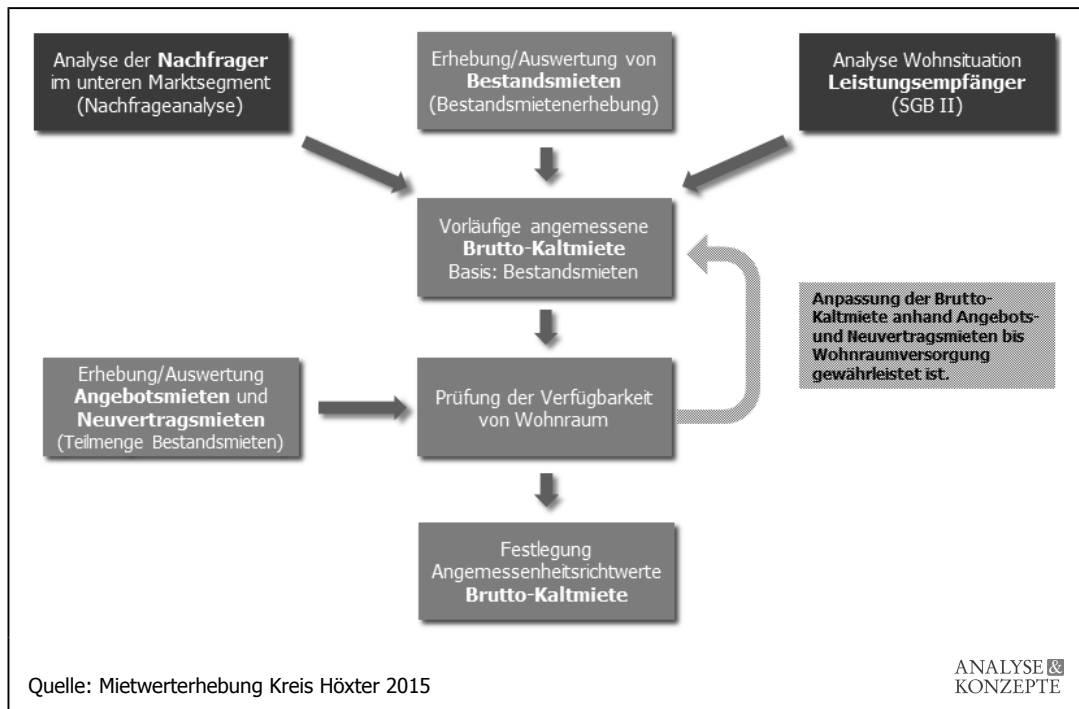 Analyse der Nachfrager
im unteren Marktsegment
(Nachfrageanalyse)
Erhebung/Auswertung von
Bestandsmieten
(Bestandsmietenerhebung)
Analyse Wohnsituation
Leistungsempfänger
(SGB II)
Vorläufige angemessene
Brutto-Kaltmiete
Basis: Bestandsmieten
Anpassung der Brutto-
Kaltmiete anhand Angebots-
und Neuvertragsmieten bis
Wohnraumversorgung
gewährleistet ist.
Erhebung/Auswertung
Angebotsmieten und
Neuvertragsmieten
(Teilmenge Bestandsmieten)
Prüfung der Verfügbarkeit
von Wohnraum
Festlegung
Angemessenheitsrichtwerte
Brutto-Kaltmiete
Quelle: Mietwerterhebung Kreis Höxter 2015
ANALYSE &
KONZEPTE